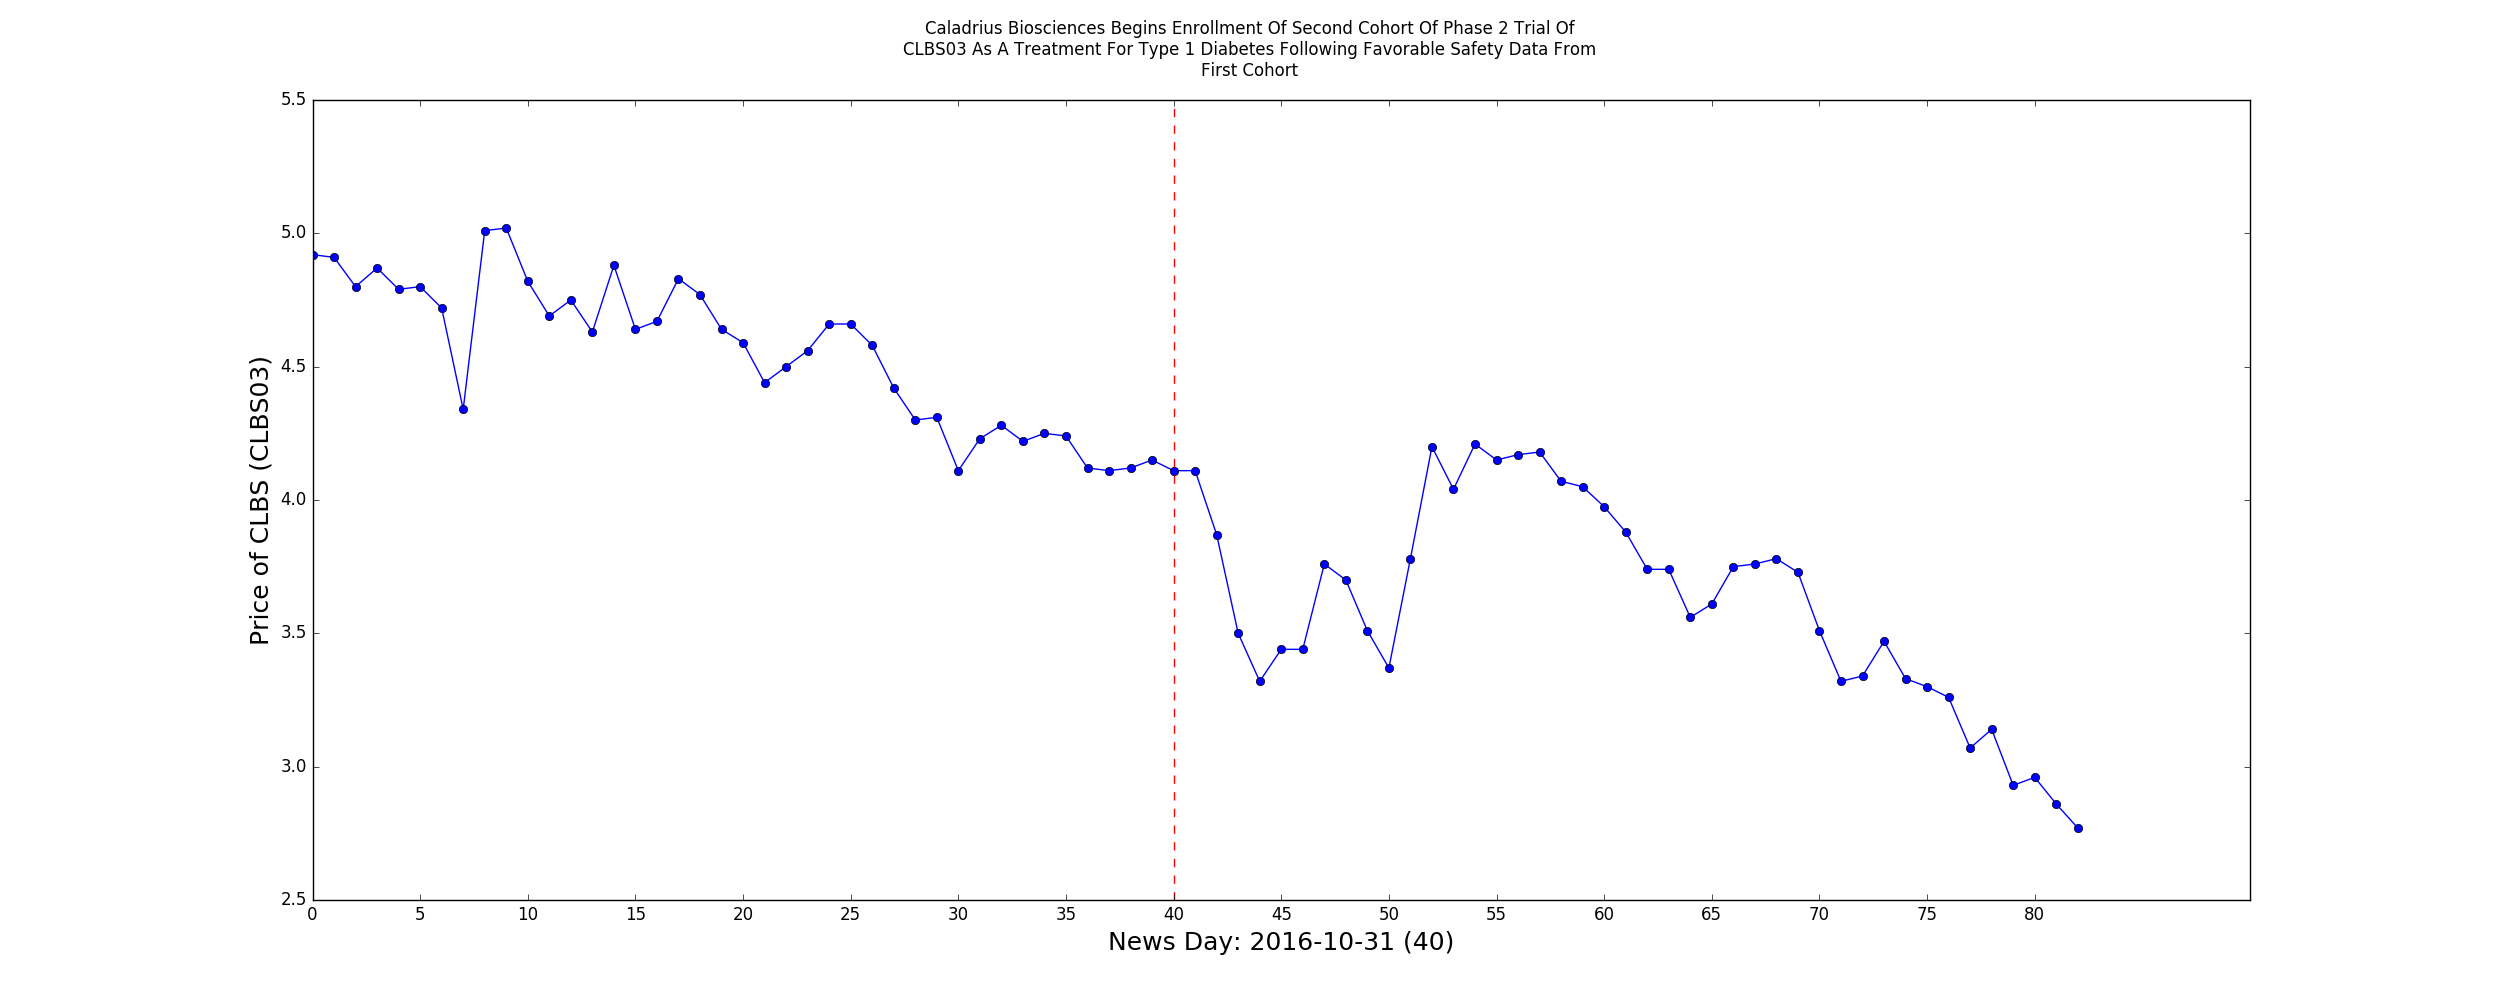 Caladrius Biosciences Begins Enrollment Of Second Cohort Of Phase 2 Trial Of
CLBS03 As A Treatment For Type 1 Diabetes Following Favorable Safety Data From
First Cohort
5.5
5.0
4.5
4.0
3.5
3.0
2.5
Price of CLBS (CLBS03)
0 5 10 15 20 25 30 35 40 45 50 55 60 65 70 75 80
News Day: 2016-10-31 (40)